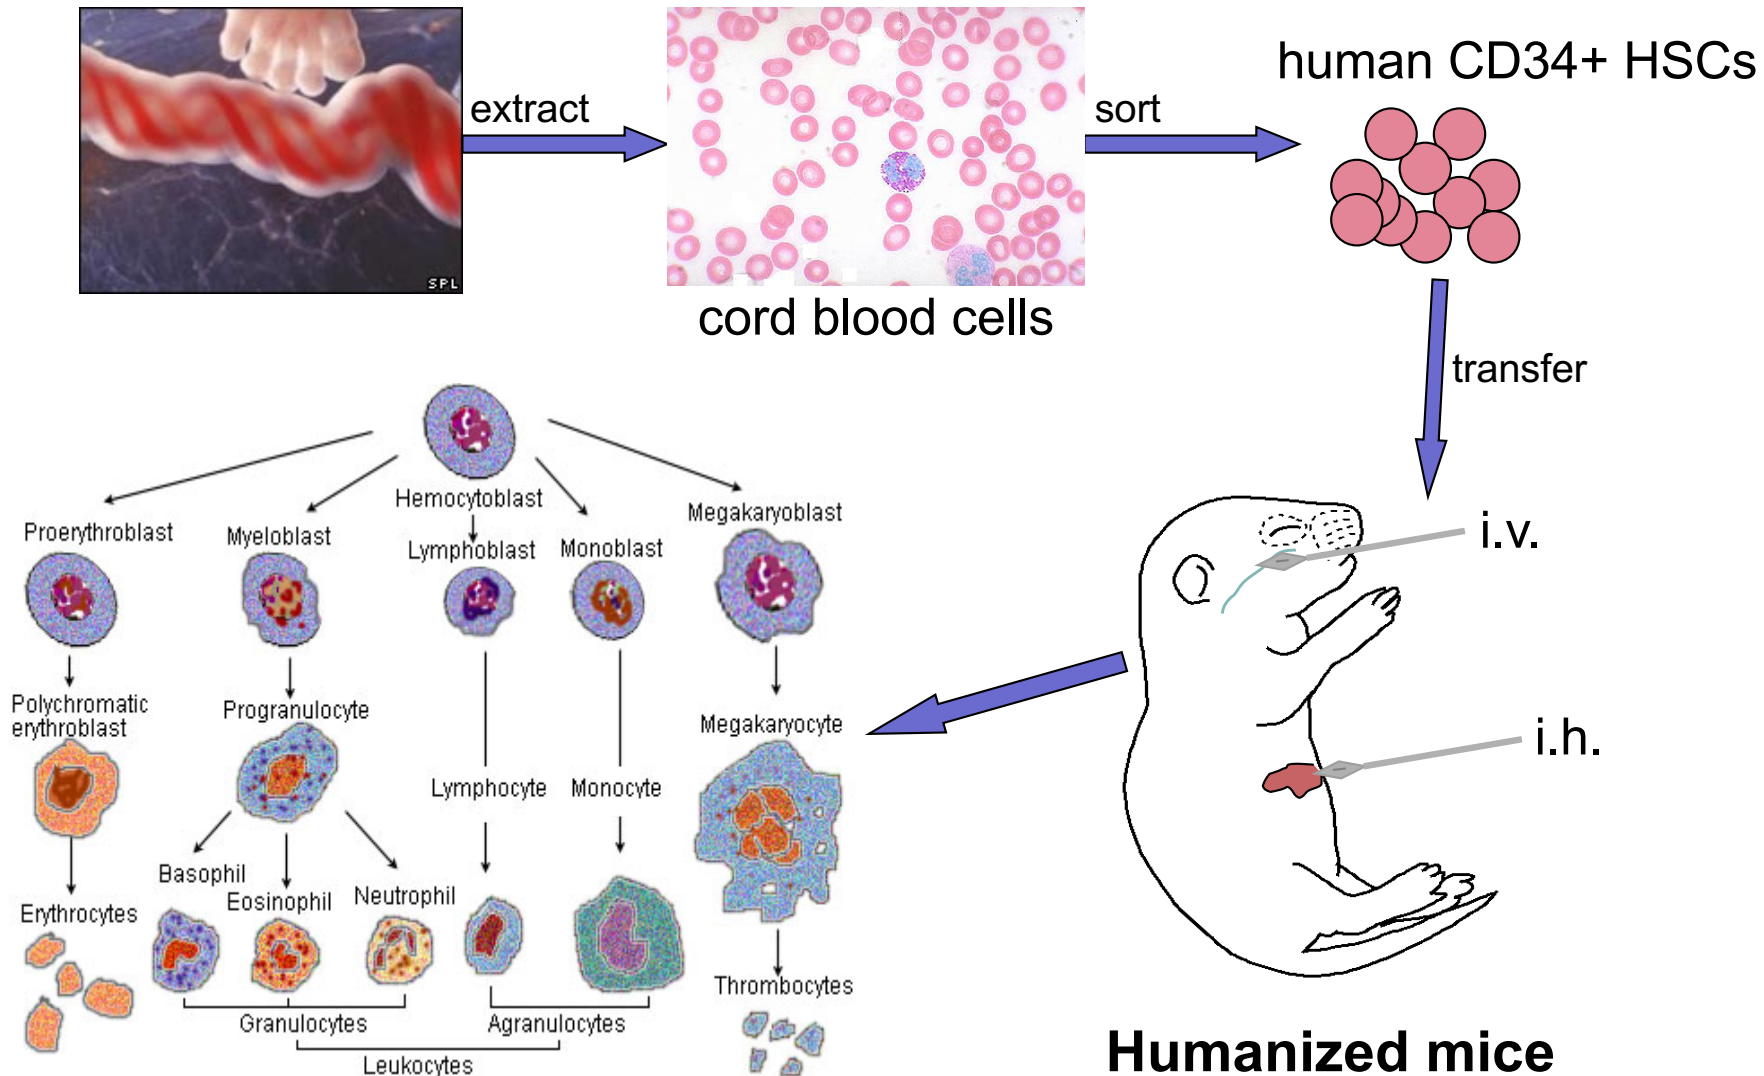 extract
sort
human CD34+ HSCs
SPL
cord blood cells
transfer
Hemocytoblast
Proerythroblast
Myeloblast
Lymphoblast
Monoblast
Megakaryoblast
i.v.
Polychromatic
erythroblast
Progranulocyte
Lymphocyte
Monocyte
Megakaryocyte
i.h.
Basophil
Eosinophil
Neutrophil
Erythrocytes
Thrombocytes
Granulocytes
Agranulocytes
Leukocytes
Humanized mice